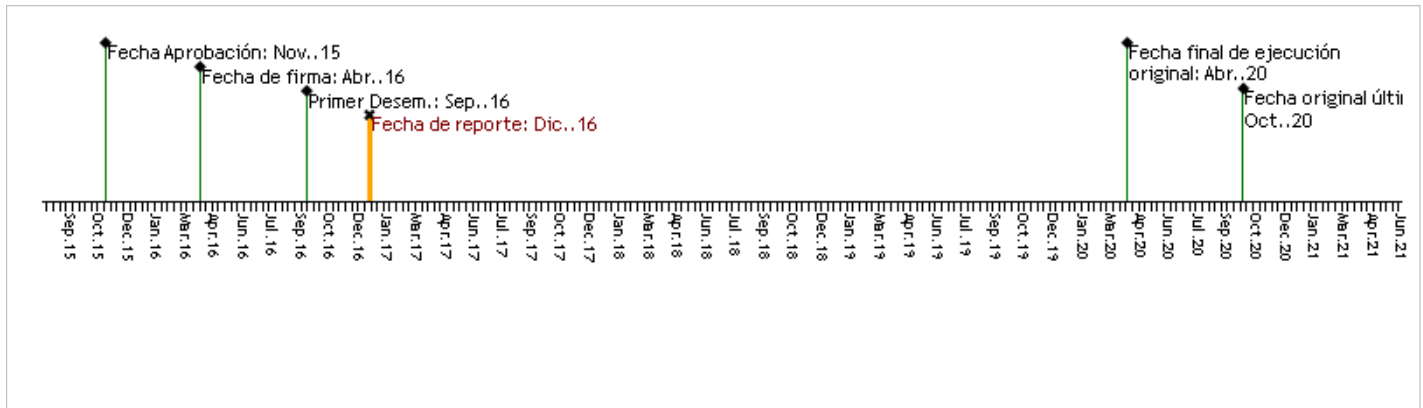 Fecha Aprobación: Nov..15
Fecha de firma: Abr..16
Primer Desem.: Sep..16
Fecha de reporte: Dic..16
Fecha final de ejecución
original: Abr..20
Fecha original últi
Oct..20
Sep.15
Oct.15
Dec.15
Jan.16
Mar.16
Apr.16
Jun.16
Jul.16
Sep.16
Oct.16
Dec.16
Jan.17
Mar.17
Apr.17
Jun.17
Jul.17
Sep.17
Oct.17
Dec.17
Jan.18
Mar.18
Apr.18
Jun.18
Jul.18
Sep.18
Oct.18
Dec.18
Jan.19
Mar.19
Apr.19
Jun.19
Jul.19
Sep.19
Oct.19
Dec.19
Jan.20
Mar.20
Apr.20
Jun.20
Jul.20
Sep.20
Oct.20
Dec.20
Jan.21
Mar.21
Apr.21
Jun.21